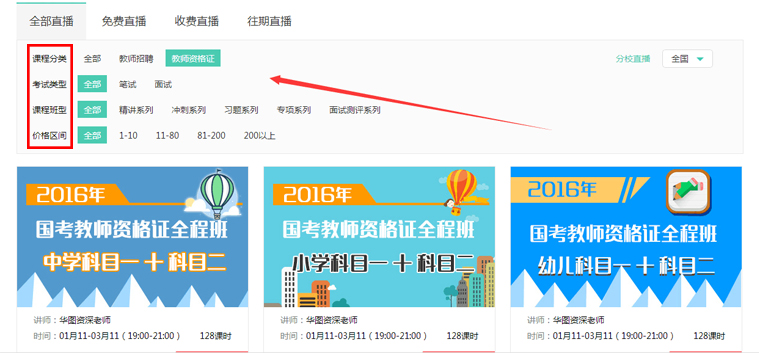 全部直播 免费直播 收费直播 往期直播
课程分类 全部 教师招聘 教师资格证 分校直播 全国
考试类型 全部 笔试 面试
课程班型 全部 精讲系列 冲刺系列 习题系列 专项系列 面试测评系列
价格区间 全部 1-10 11-80 81-200 200以上
2016年
国考教师资格证全程班
中学科目一 + 科目二
讲师：华图资深老师
时间：01月11-03月11（19:00-21:00） 128课时
2016年
国考教师资格证全程班
小学科目一 + 科目二
讲师：华图资深老师
时间：01月11-03月11（19:00-21:00） 128课时
2016年
国考教师资格证全程班
幼儿科目一 + 科目二
讲师：华图资深老师
时间：01月11-03月11（19:00-21:00） 128课时